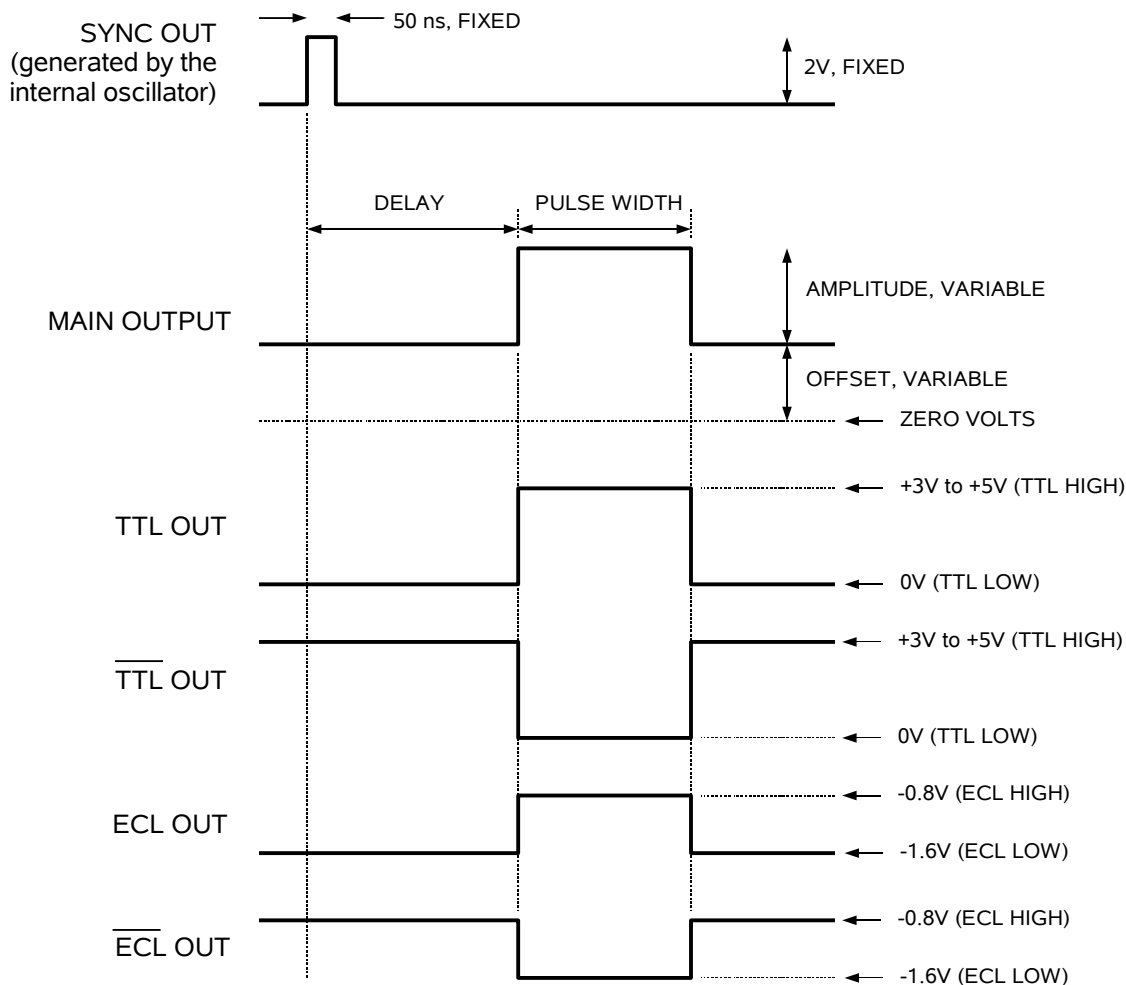 50 ns, FIXED
SYNC OUT
(generated by the
internal oscillator)
2V, FIXED
DELAY
PULSE WIDTH
AMPLITUDE, VARIABLE
MAIN OUTPUT
OFFSET, VARIABLE
ZERO VOLTS
+3V to +5V (TTL HIGH)
TTL OUT
0V (TTL LOW)
+3V to +5V (TTL HIGH)
T̅T̅L̅ OUT
0V (TTL LOW)
-0.8V (ECL HIGH)
ECL OUT
-1.6V (ECL LOW)
-0.8V (ECL HIGH)
E̅C̅L̅ OUT
-1.6V (ECL LOW)